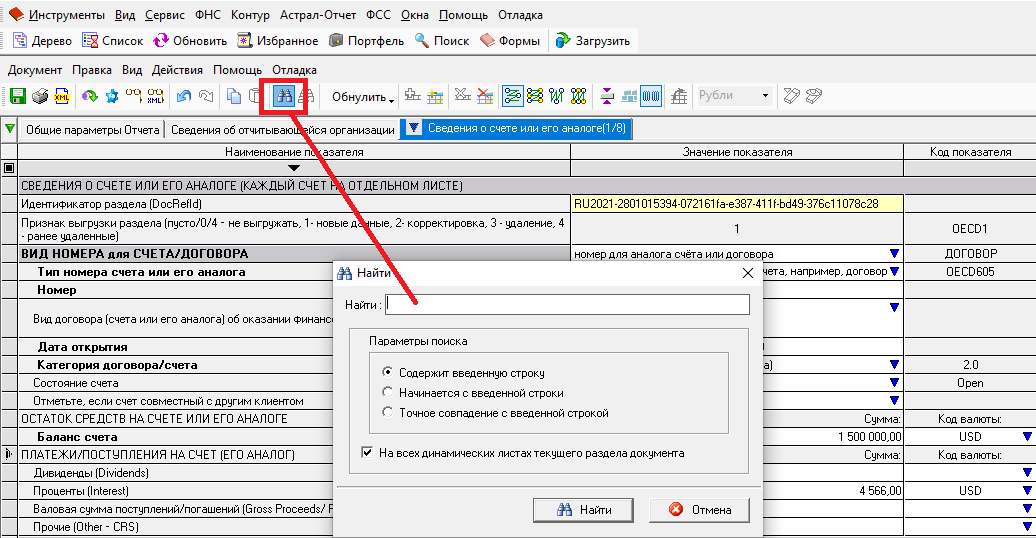 Инструменты Вид Сервис ФНС Контур Астрал-Отчет ФСС Окна Помощь Отладка
Дерево Список Обновить Избранное Портфель Поиск Формы Загрузить
Документ Правка Вид Действия Помощь Отладка
XML XML Обнулить Рубли
Общие параметры Отчета Сведения об отчитывающейся организации Сведения о счете или его аналоге(1/8)
Наименование показателя Значение показателя Код показателя
СВЕДЕНИЯ О СЧЕТЕ ИЛИ ЕГО АНАЛОГЕ (КАЖДЫЙ СЧЕТ НА ОТДЕЛЬНОМ ЛИСТЕ)
Идентификатор раздела (DocRefId) RU2021-2801015394-072161fa-e387-411f-bd49-376c11078c28
Признак выгрузки раздела (пусто/0/4 - не выгружать, 1- новые данные, 2- корректировка, 3 - удаление, 4
- ранее удаленные) 1 OECD1
ВИД НОМЕРА для СЧЕТА/ДОГОВОРА номер для аналога счёта или договора ДОГОВОР
Тип номера счета или его аналога чета, например, договор OECD605
Номер
Вид договора (счета или его аналога) об оказании финанс
Дата открытия
Категория договора/счета а) 2.0
Состояние счета Open
Отметьте, если счет совместный с другим клиентом
ОСТАТОК СРЕДСТВ НА СЧЕТЕ ИЛИ ЕГО АНАЛОГЕ Сумма: Код валюты:
Баланс счета 1 500 000,00 USD
ПЛАТЕЖИ/ПОСТУПЛЕНИЯ НА СЧЕТ (ЕГО АНАЛОГ) Сумма: Код валюты:
Дивиденды (Dividends)
Проценты (Interest) 4 566,00 USD
Валовая сумма поступлений/погашений (Gross Proceeds/
Прочие (Other - CRS)
Найти
Найти :
Параметры поиска
Содержит введенную строку
Начинается с введенной строки
Точное совпадение с введенной строкой
На всех динамических листах текущего раздела документа
Найти Отмена